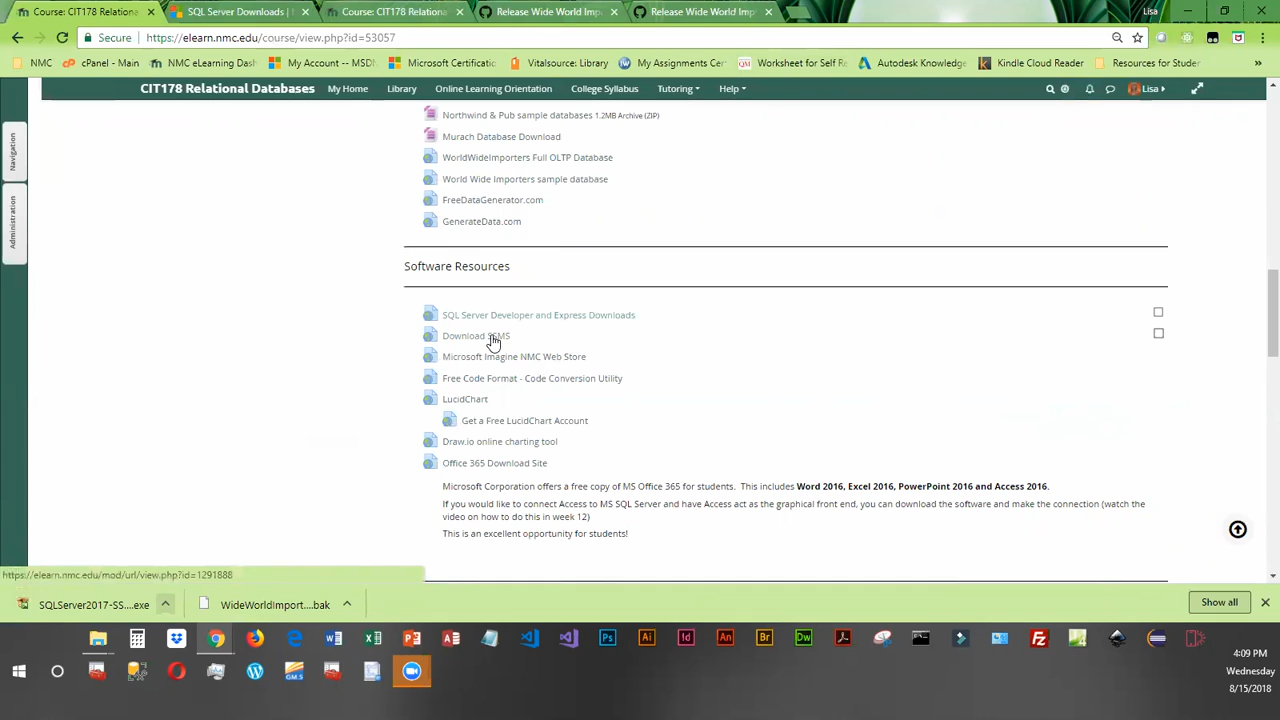 Course: CIT178 Relation
SQL Server Downloads |
Course: CIT178 Relation
Release Wide World Imp
Release Wide World Imp
Lisa
Secure
https://elearn.nmc.edu/course/view.php?id=53057
NMC
cPanel - Main
NMC eLearning Dash
My Account -- MSDN
Microsoft Certificatio
Vitalsource: Library
My Assignments Cer
Worksheet for Self Re
Autodesk Knowledge
Kindle Cloud Reader
Resources for Studen
»
CIT178 Relational Databases
My Home
Library
Online Learning Orientation
College Syllabus
Tutoring
Help
Lisa
Navigation
Administration
Northwind & Pub sample databases 1.2MB Archive (ZIP)
Murach Database Download
WorldWideImporters Full OLTP Database
World Wide Importers sample database
FreeDataGenerator.com
GenerateData.com
Software Resources
SQL Server Developer and Express Downloads
Download SSMS
Microsoft Imagine NMC Web Store
Free Code Format - Code Conversion Utility
LucidChart
Get a Free LucidChart Account
Draw.io online charting tool
Office 365 Download Site
Microsoft Corporation offers a free copy of MS Office 365 for students. This includes Word 2016, Excel 2016, PowerPoint 2016 and Access 2016.
If you would like to connect Access to MS SQL Server and have Access act as the graphical front end, you can download the software and make the connection (watch the
video on how to do this in week 12)
This is an excellent opportunity for students!
https://elearn.nmc.edu/mod/url/view.php?id=1291888
SQLServer2017-SS....exe
WideWorldImport....bak
Show all
Ps
Ai
Id
An
Br
Dw
4:09 PM
Wednesday
8/15/2018